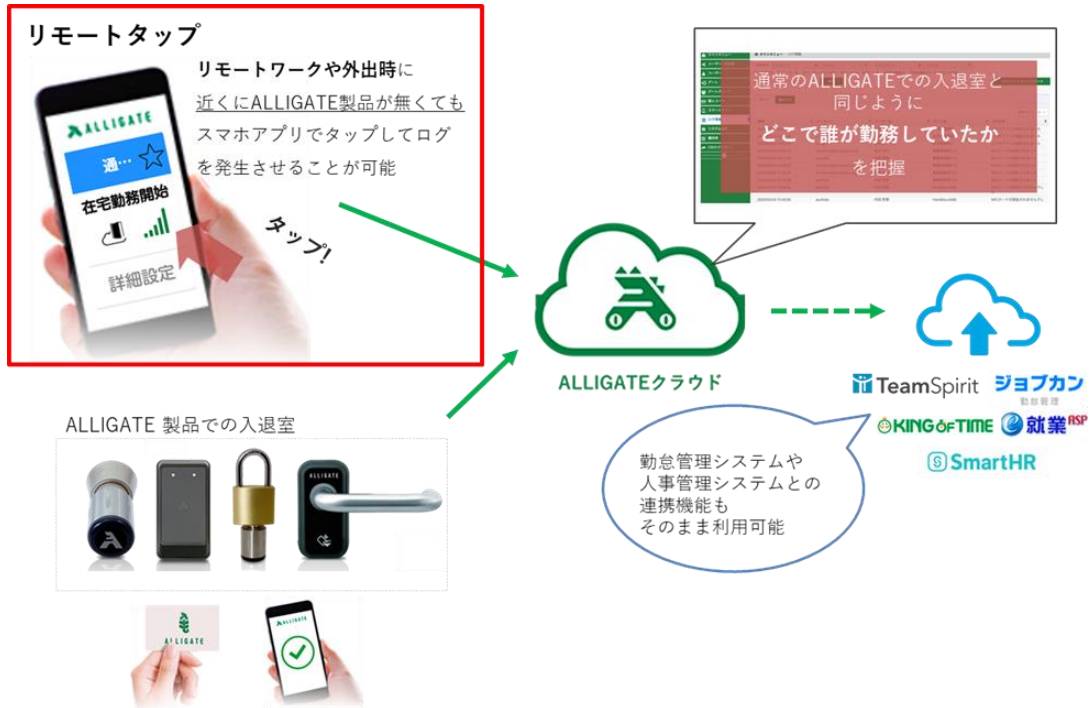 リモートタップ
リモートワークや外出時に
近くにALLIGATE製品が無くても
スマホアプリでタップしてログ
を発生させることが可能
ALLIGATE
通…
在宅勤務開始
詳細設定
タップ!
通常のALLIGATEでの入退室と
同じように
どこで誰が勤務していたか
を把握
ALLIGATEクラウド
TeamSpirit
ジョブカン
勤怠管理
KING OF TIME
就業ASP
SmartHR
勤怠管理システムや
人事管理システムとの
連携機能も
そのまま利用可能
ALLIGATE 製品での入退室
ALLIGATE
ALLIGATE
ALLIGATE